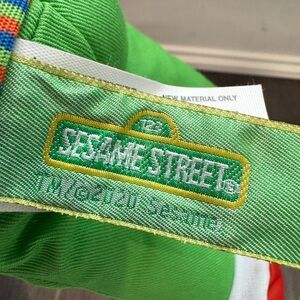 NEW MATERIAL ONLY
123
SESAME STREET®
TM/©2020 Sesame